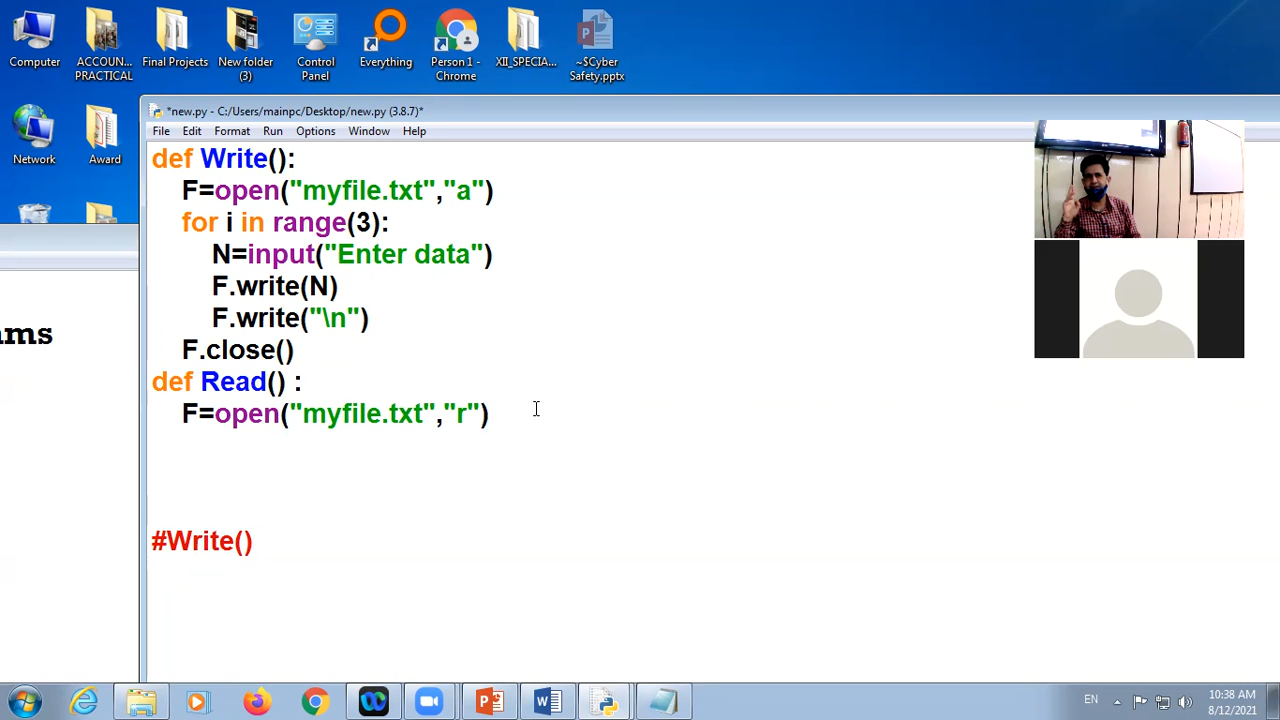 Computer
ACCOUN... PRACTICAL
Final Projects
New folder (3)
Control Panel
Everything
Person 1 - Chrome
XII_SPECIA...
~$Cyber Safety.pptx
Network
Award
*new.py - C:/Users/mainpc/Desktop/new.py (3.8.7)*
File Edit Format Run Options Window Help
def Write():
    F=open("myfile.txt","a")
    for i in range(3):
        N=input("Enter data")
        F.write(N)
        F.write("\n")
    F.close()
def Read() :
    F=open("myfile.txt","r")
#Write()
ams
EN
10:38 AM
8/12/2021